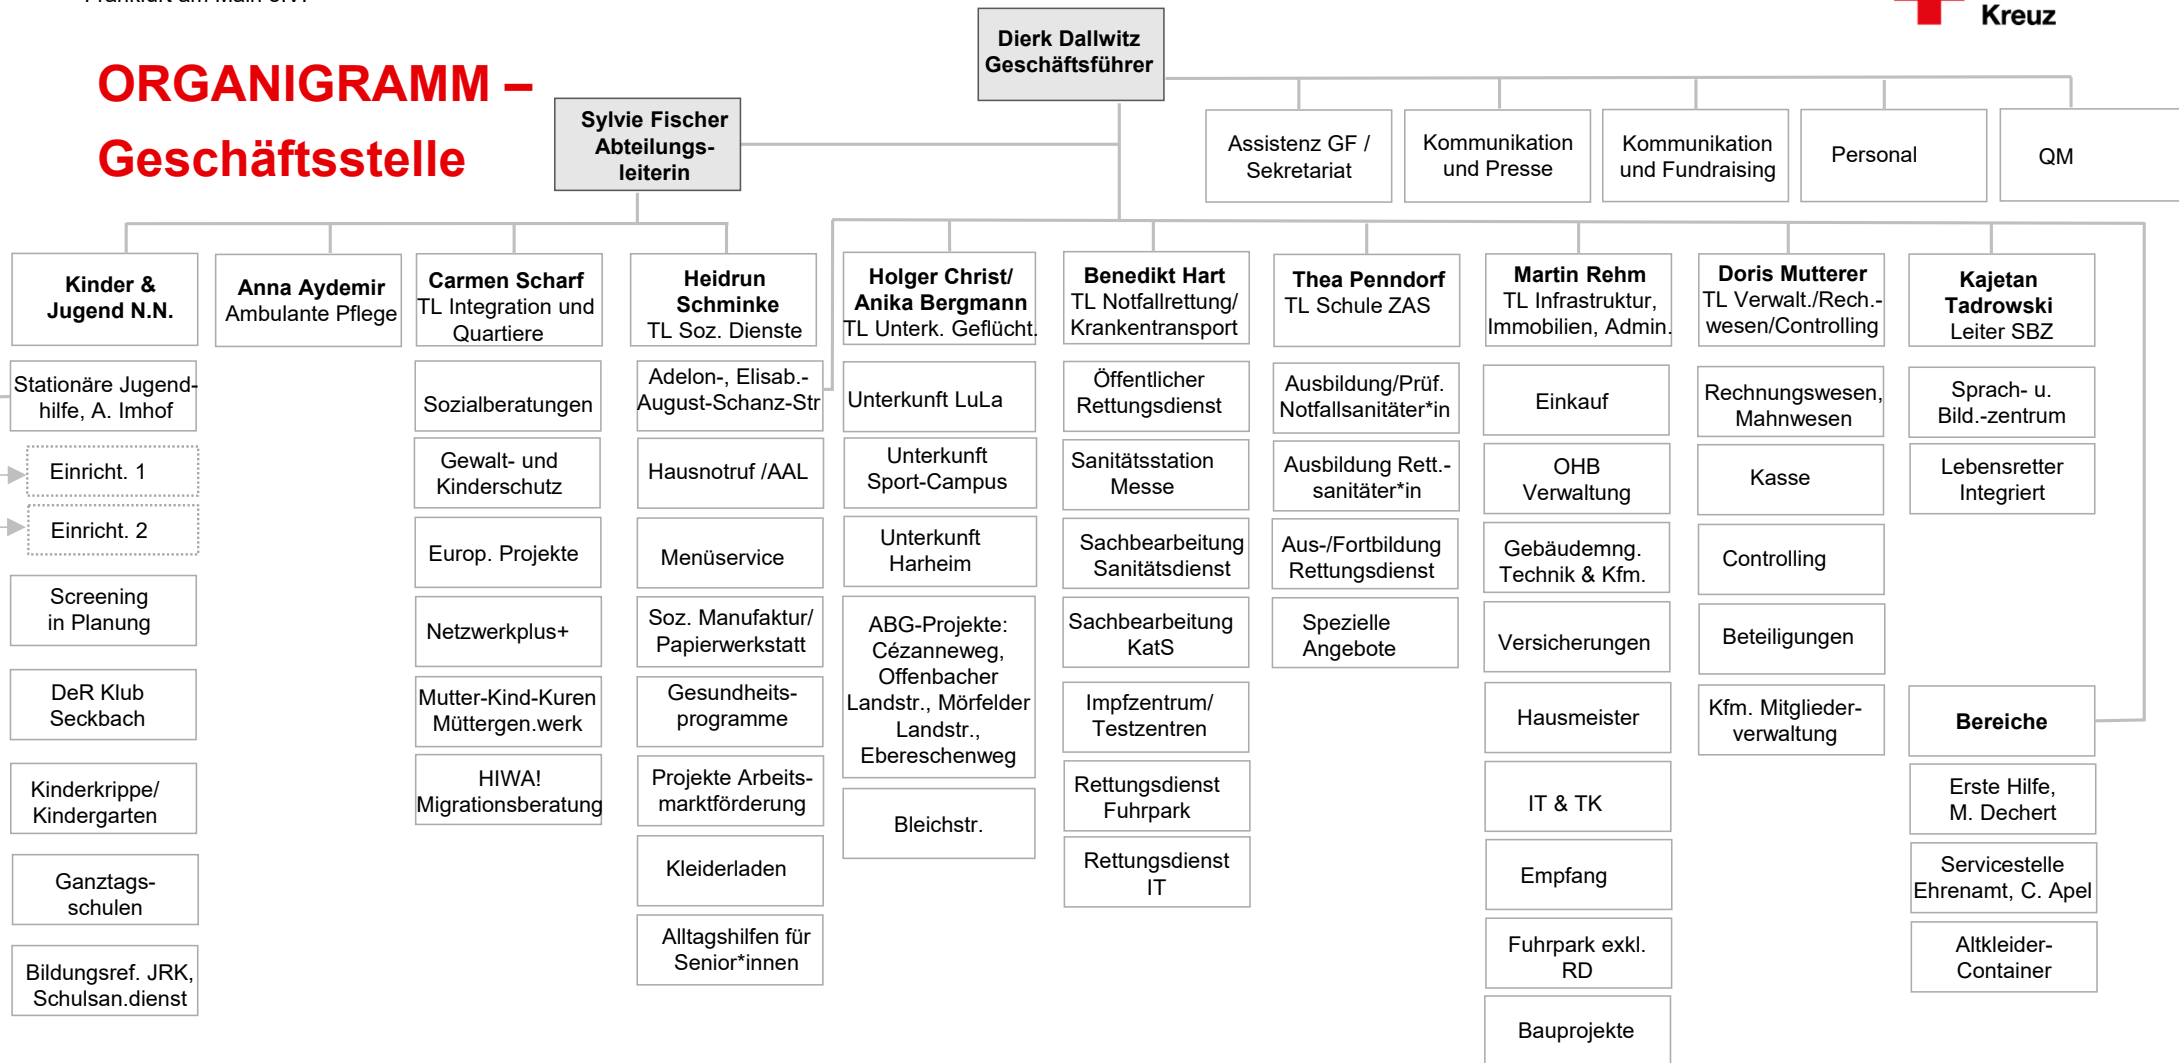 Frankfurt am Main e.V.
Kreuz
ORGANIGRAMM –
Geschäftsstelle
Dierk Dallwitz
Geschäftsführer
Sylvie Fischer
Abteilungs-
leiterin
Assistenz GF /
Sekretariat
Kommunikation
und Presse
Kommunikation
und Fundraising
Personal
QM
Kinder &
Jugend N.N.
Stationäre Jugend-
hilfe, A. Imhof
Einricht. 1
Einricht. 2
Screening
in Planung
DeR Klub
Seckbach
Kinderkrippe/
Kindergarten
Ganztags-
schulen
Bildungsref. JRK,
Schulsan.dienst
Anna Aydemir
Ambulante Pflege
Carmen Scharf
TL Integration und
Quartiere
Sozialberatungen
Gewalt- und
Kinderschutz
Europ. Projekte
Netzwerkplus+
Mutter-Kind-Kuren
Müttergen.werk
HIWA!
Migrationsberatung
Heidrun
Schminke
TL Soz. Dienste
Adelon-, Elisab.-
August-Schanz-Str
Hausnotruf /AAL
Menüservice
Soz. Manufaktur/
Papierwerkstatt
Gesundheits-
programme
Projekte Arbeits-
marktförderung
Kleiderladen
Alltagshilfen für
Senior*innen
Holger Christ/
Anika Bergmann
TL Unterk. Geflücht.
Unterkunft LuLa
Unterkunft
Sport-Campus
Unterkunft
Harheim
ABG-Projekte:
Cézanneweg,
Offenbacher
Landstr., Mörfelder
Landstr.,
Ebereschenweg
Bleichstr.
Benedikt Hart
TL Notfallrettung/
Krankentransport
Öffentlicher
Rettungsdienst
Sanitätsstation
Messe
Sachbearbeitung
Sanitätsdienst
Sachbearbeitung
KatS
Impfzentrum/
Testzentren
Rettungsdienst
Fuhrpark
Rettungsdienst
IT
Thea Penndorf
TL Schule ZAS
Ausbildung/Prüf.
Notfallsanitäter*in
Ausbildung Rett.-
sanitäter*in
Aus-/Fortbildung
Rettungsdienst
Spezielle
Angebote
Martin Rehm
TL Infrastruktur,
Immobilien, Admin.
Einkauf
OHB
Verwaltung
Gebäudemng.
Technik & Kfm.
Versicherungen
Hausmeister
IT & TK
Empfang
Fuhrpark exkl.
RD
Bauprojekte
Doris Mutterer
TL Verwalt./Rech.-
wesen/Controlling
Rechnungswesen,
Mahnwesen
Kasse
Controlling
Beteiligungen
Kfm. Mitglieder-
verwaltung
Kajetan
Tadrowski
Leiter SBZ
Sprach- u.
Bild.-zentrum
Lebensretter
Integriert
Bereiche
Erste Hilfe,
M. Dechert
Servicestelle
Ehrenamt, C. Apel
Altkleider-
Container